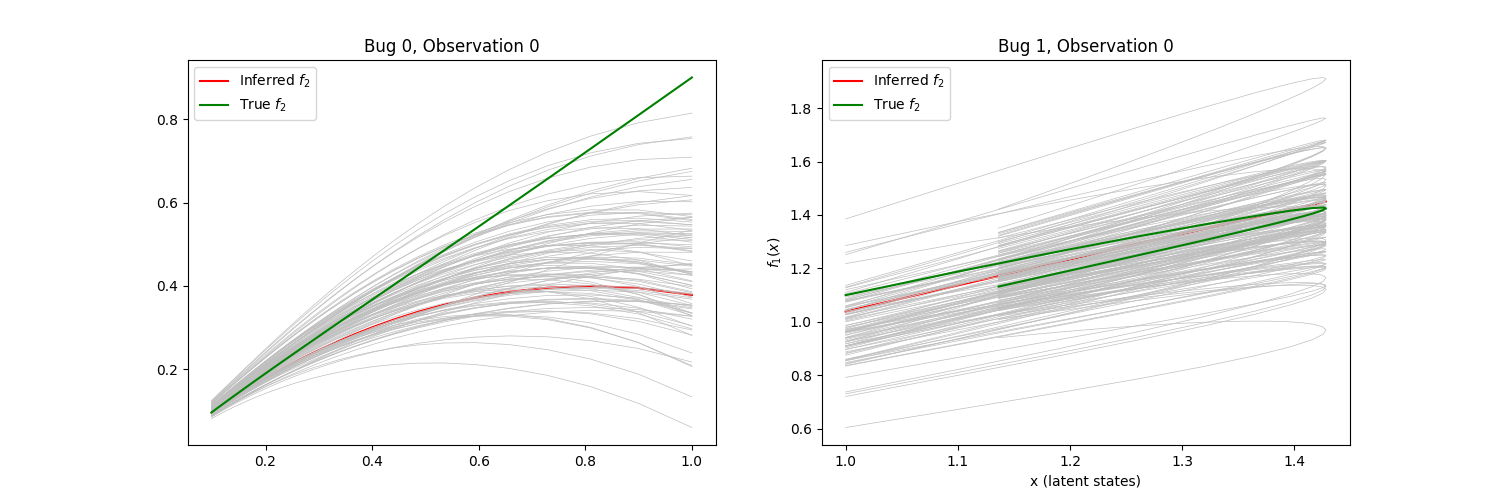 Bug 0, Observation 0
Inferred f₂
True f₂
0.8
0.6
0.4
0.2
0.2 0.4 0.6 0.8 1.0
Bug 1, Observation 0
Inferred f₂
True f₂
f₁(x)
1.8
1.6
1.4
1.2
1.0
0.8
0.6
1.0 1.1 1.2 1.3 1.4
x (latent states)